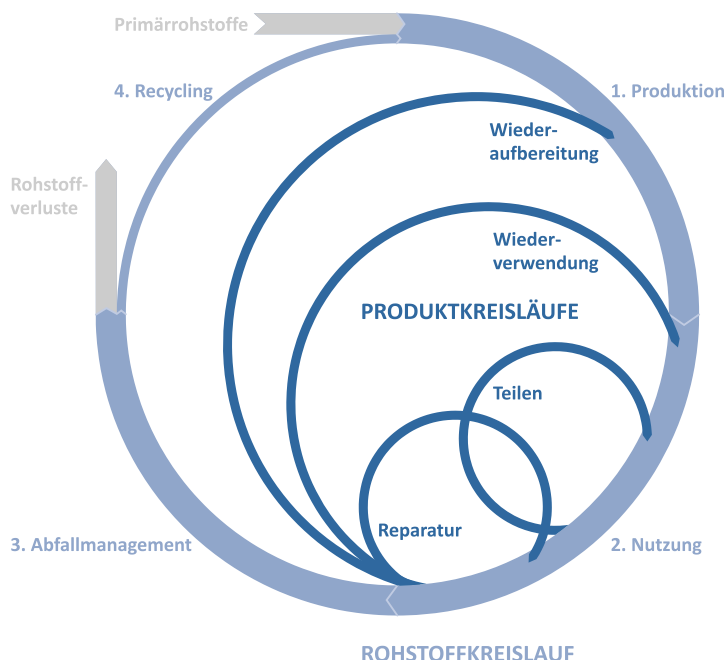 Primärrohstoffe
4. Recycling
1. Produktion
Wieder-
aufbereitung
Rohstoff-
verluste
Wieder-
verwendung
PRODUKTKREISLÄUFE
Teilen
Reparatur
3. Abfallmanagement
2. Nutzung
ROHSTOFFKREISLAUF